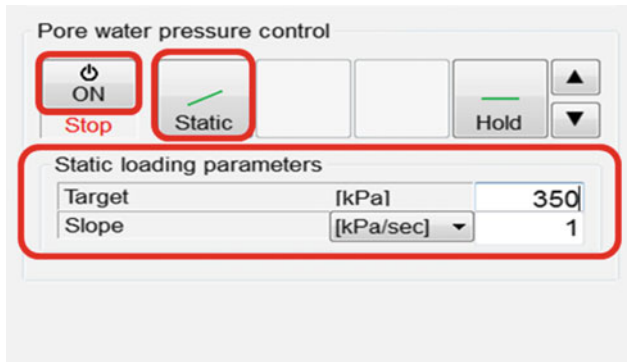 Pore water pressure control
ON
Stop
Static
Hold
Static loading parameters
Target [kPa] 350
Slope [kPa/sec] 1